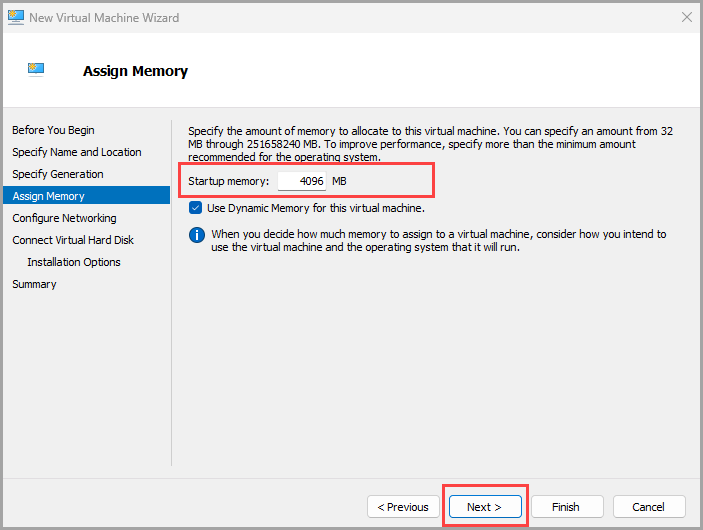 New Virtual Machine Wizard
Assign Memory
Before You Begin
Specify Name and Location
Specify Generation
Assign Memory
Configure Networking
Connect Virtual Hard Disk
Installation Options
Summary
Specify the amount of memory to allocate to this virtual machine. You can specify an amount from 32
MB through 251658240 MB. To improve performance, specify more than the minimum amount
recommended for the operating system.
Startup memory: 4096 MB
Use Dynamic Memory for this virtual machine.
When you decide how much memory to assign to a virtual machine, consider how you intend to
use the virtual machine and the operating system that it will run.
< Previous Next > Finish Cancel